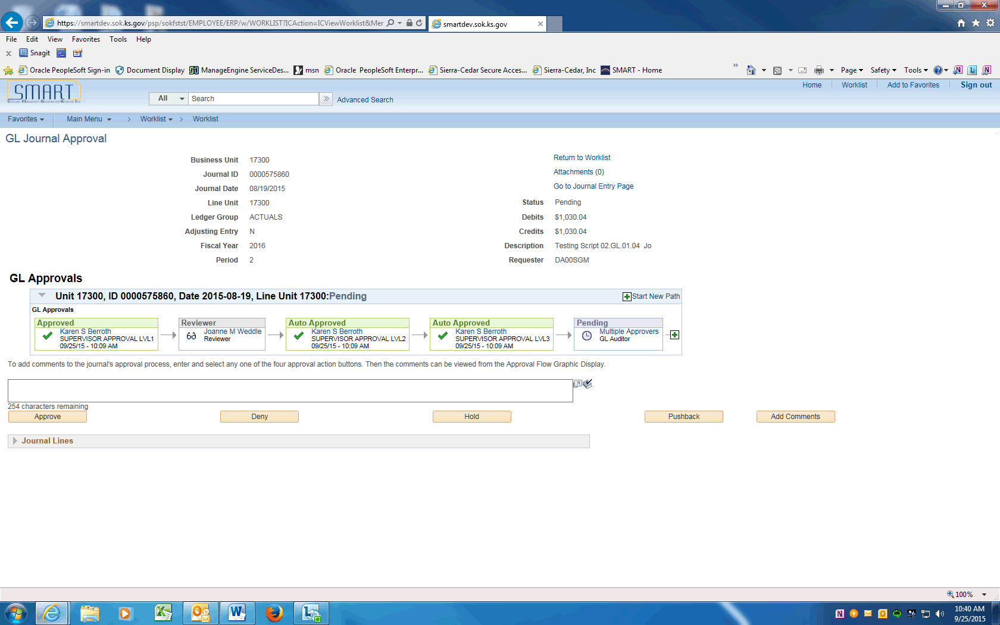 https://smartdev.sok.ks.gov/psp/sokfstst/EMPLOYEE/ERP/w/WORKLIST?ICAction=ICViewWorklist&Mer
smartdev.sok.ks.gov
File Edit View Favorites Tools Help
Snagit
Oracle PeopleSoft Sign-in Document Display ManageEngine ServiceDes... msn Oracle PeopleSoft Enterpr... Sierra-Cedar Secure Acces... Sierra-Cedar, Inc SMART - Home
Page Safety Tools
SMART
Home Worklist Add to Favorites Sign out
All Search Advanced Search
Favorites Main Menu > Worklist > Worklist
GL Journal Approval
Business Unit 17300
Return to Worklist
Journal ID 0000575860
Attachments (0)
Journal Date 08/19/2015
Go to Journal Entry Page
Line Unit 17300
Status Pending
Ledger Group ACTUALS
Debits $1,030.04
Adjusting Entry N
Credits $1,030.04
Fiscal Year 2016
Description Testing Script 02.GL.01.04 Jo
Period 2
Requester DA00SGM
GL Approvals
Unit 17300, ID 0000575860, Date 2015-08-19, Line Unit 17300:Pending
Start New Path
GL Approvals
Approved
Karen S Berroth
SUPERVISOR APPROVAL LVL1
09/25/15 - 10:09 AM
Reviewer
Joanne M Weddle
Reviewer
Auto Approved
Karen S Berroth
SUPERVISOR APPROVAL LVL2
09/25/15 - 10:09 AM
Auto Approved
Karen S Berroth
SUPERVISOR APPROVAL LVL3
09/25/15 - 10:09 AM
Pending
Multiple Approvers
GL Auditor
To add comments to the journal's approval process, enter and select any one of the four approval action buttons. Then the comments can be viewed from the Approval Flow Graphic Display.
254 characters remaining
Approve Deny Hold Pushback Add Comments
Journal Lines
100%
10:40 AM
9/25/2015